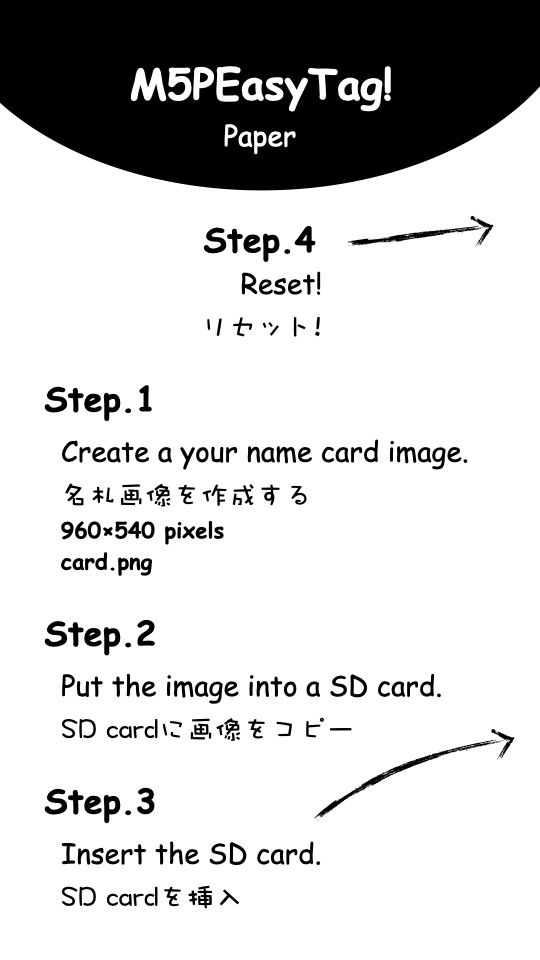 M5PEasyTag!
Paper
Step.4
Reset!
リセット!
Step.1
Create a your name card image.
名札画像を作成する
960×540 pixels
card.png
Step.2
Put the image into a SD card.
SD cardに画像をコピー
Step.3
Insert the SD card.
SD cardを挿入